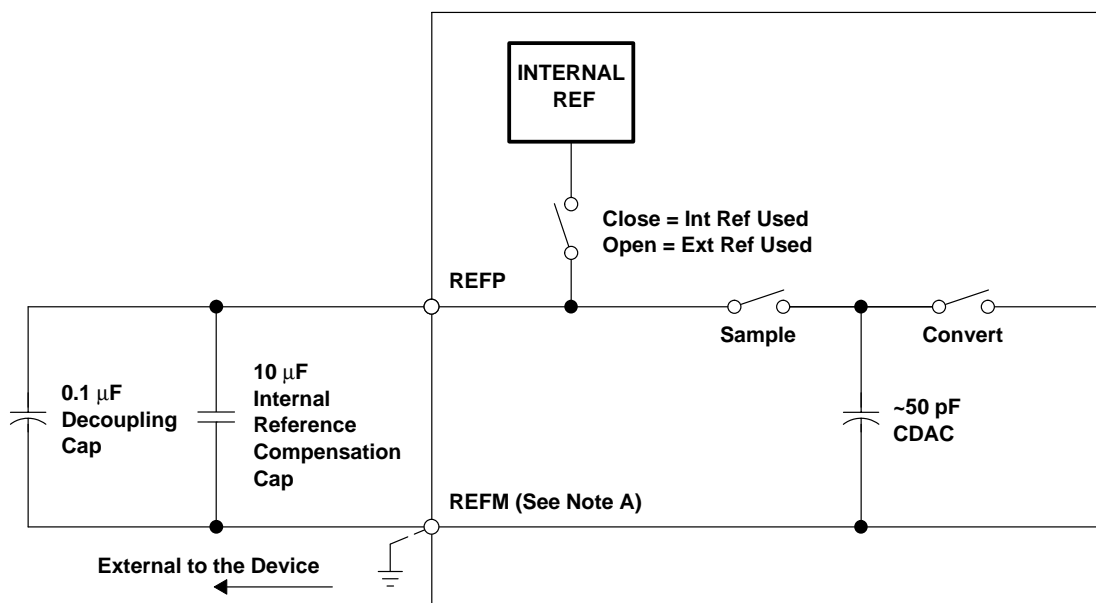 INTERNAL
REF
Close = Int Ref Used
Open = Ext Ref Used
REFP
Sample
Convert
0.1 μF
Decoupling
Cap
10 μF
Internal
Reference
Compensation
Cap
~50 pF
CDAC
REFM (See Note A)
External to the Device